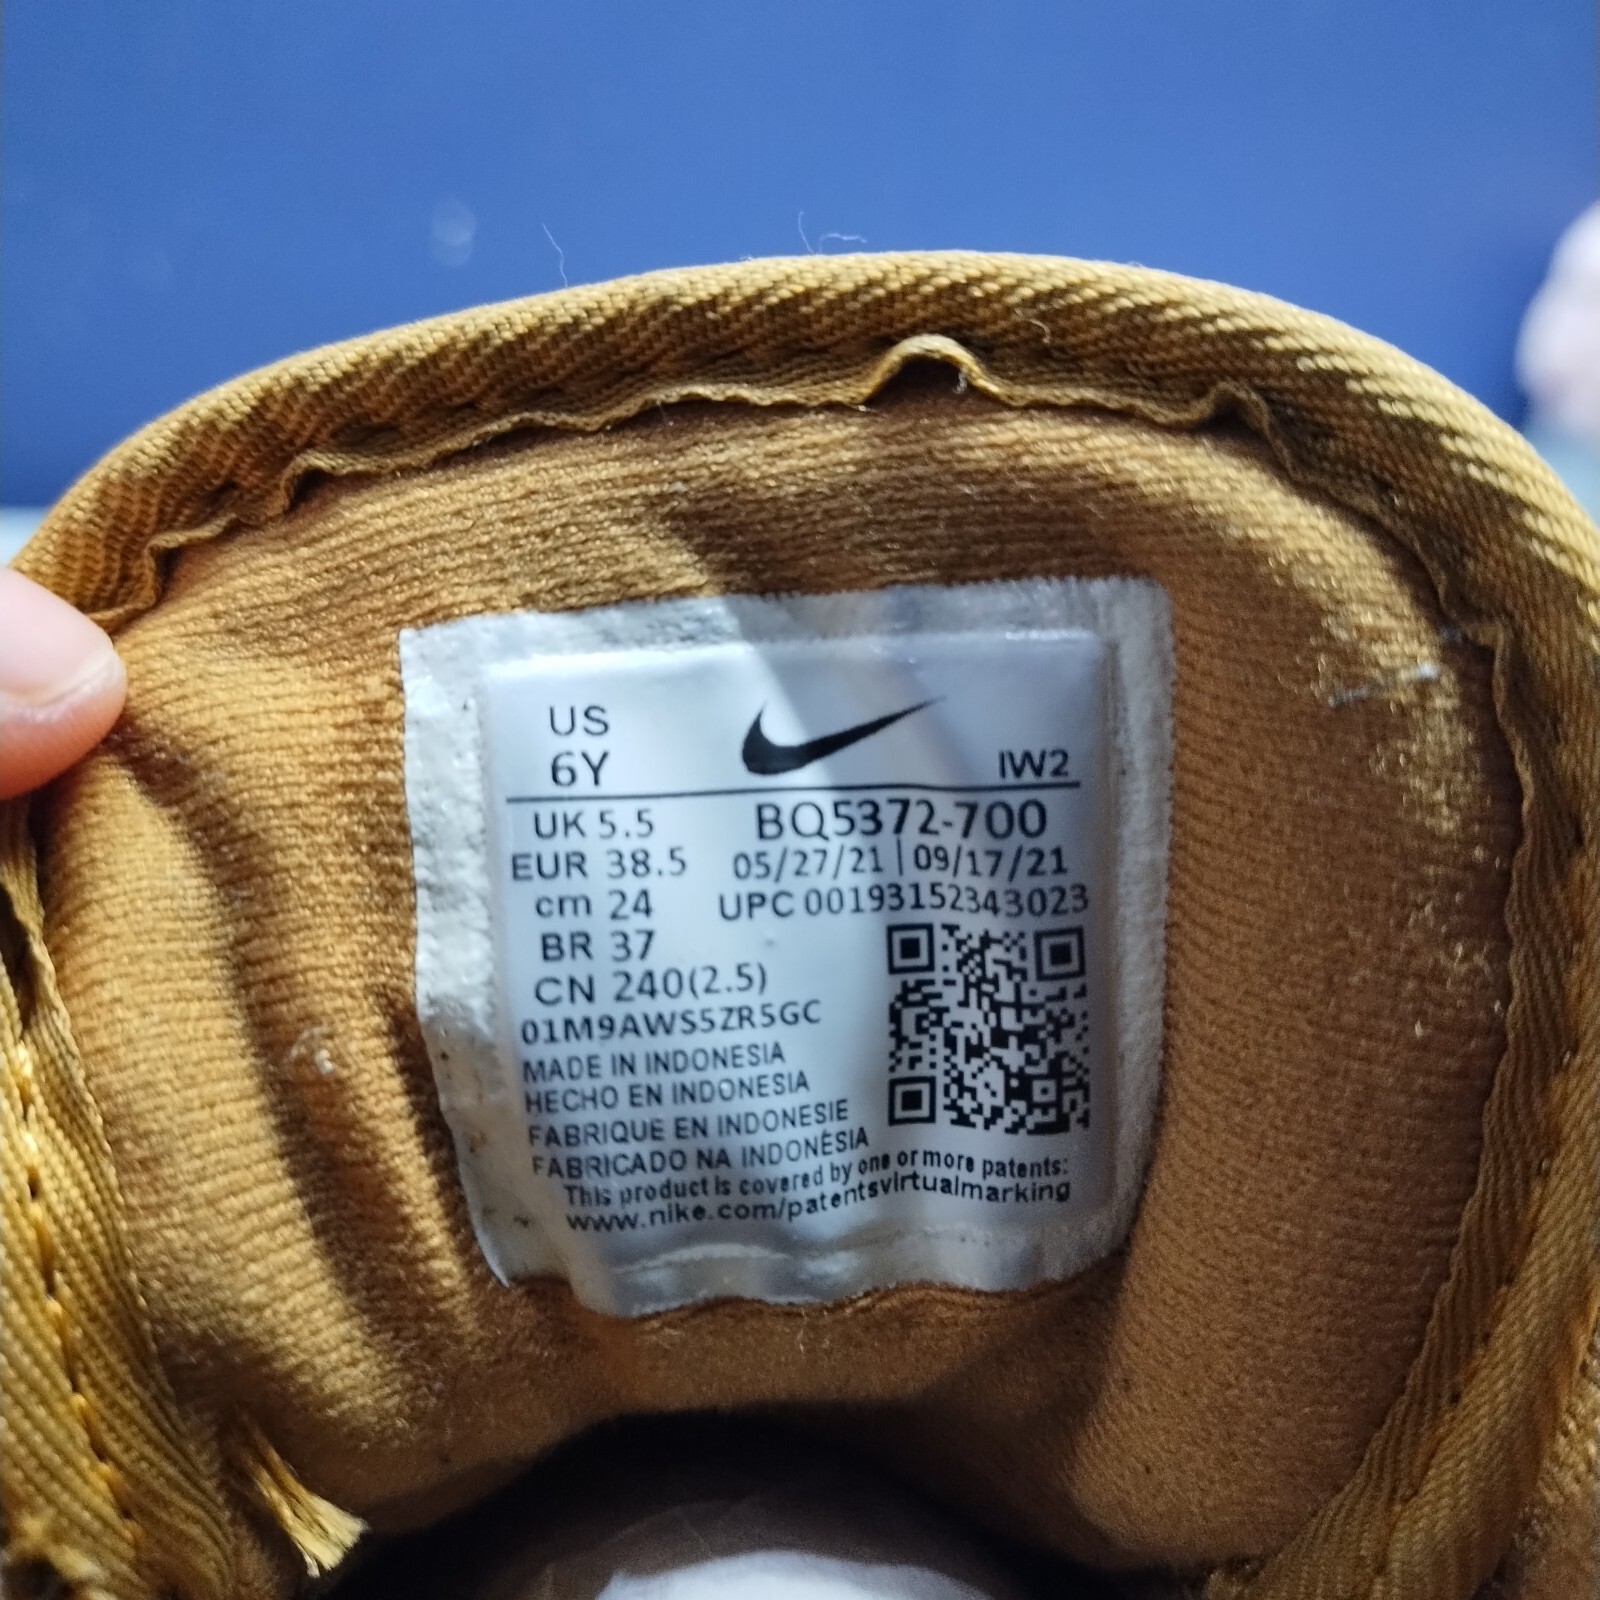 US
6Y
IW2
UK 5.5
BQ5372-700
EUR 38.5
05/27/21 | 09/17/21
cm 24
UPC 00193152343023
BR 37
CN 240(2.5)
01M9AWS5ZR5GC
MADE IN INDONESIA
HECHO EN INDONESIA
FABRIQUE EN INDONESIE
FABRICADO NA INDONÉSIA
This product is covered by one or more patents:
www.nike.com/patentsvirtualmarking